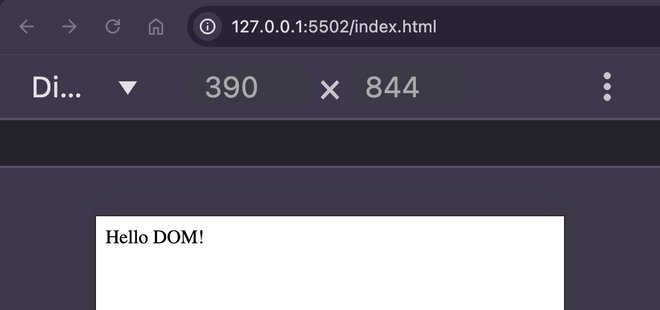 127.0.0.1:5502/index.html
Di... 390 × 844
Hello DOM!